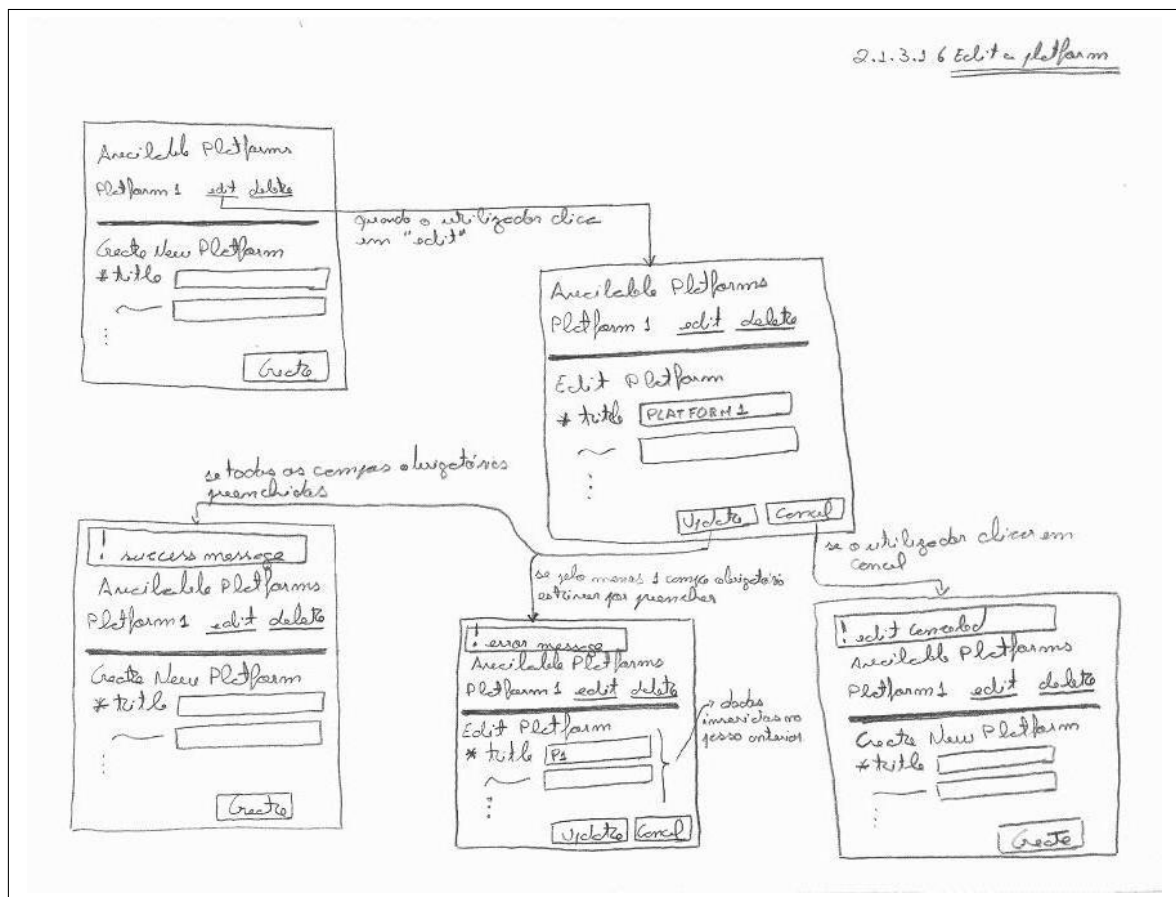 2.1.3.1 6 Edit a platform
Available Platforms
Platform 1 edit delete
Create New Platform
* title
Create
quando o utilizador clica
em "edit"
Available Platforms
Platform 1 edit delete
Edit Platform
* title PLATFORM 1
Update Cancel
se todos os campos obrigatórios
preenchidos
! success message
Available Platforms
Platform 1 edit delete
Create New Platform
* title
Create
se pelo menos 1 campo obrigatório
estiver por preencher
! error message
Available Platforms
Platform 1 edit delete
Edit Platform
* title P1
Update Cancel
dados
inseridos no
passo anterior
se o utilizador clicar em
cancel
! edit canceled
Available Platforms
Platform 1 edit delete
Create New Platform
* title
Create